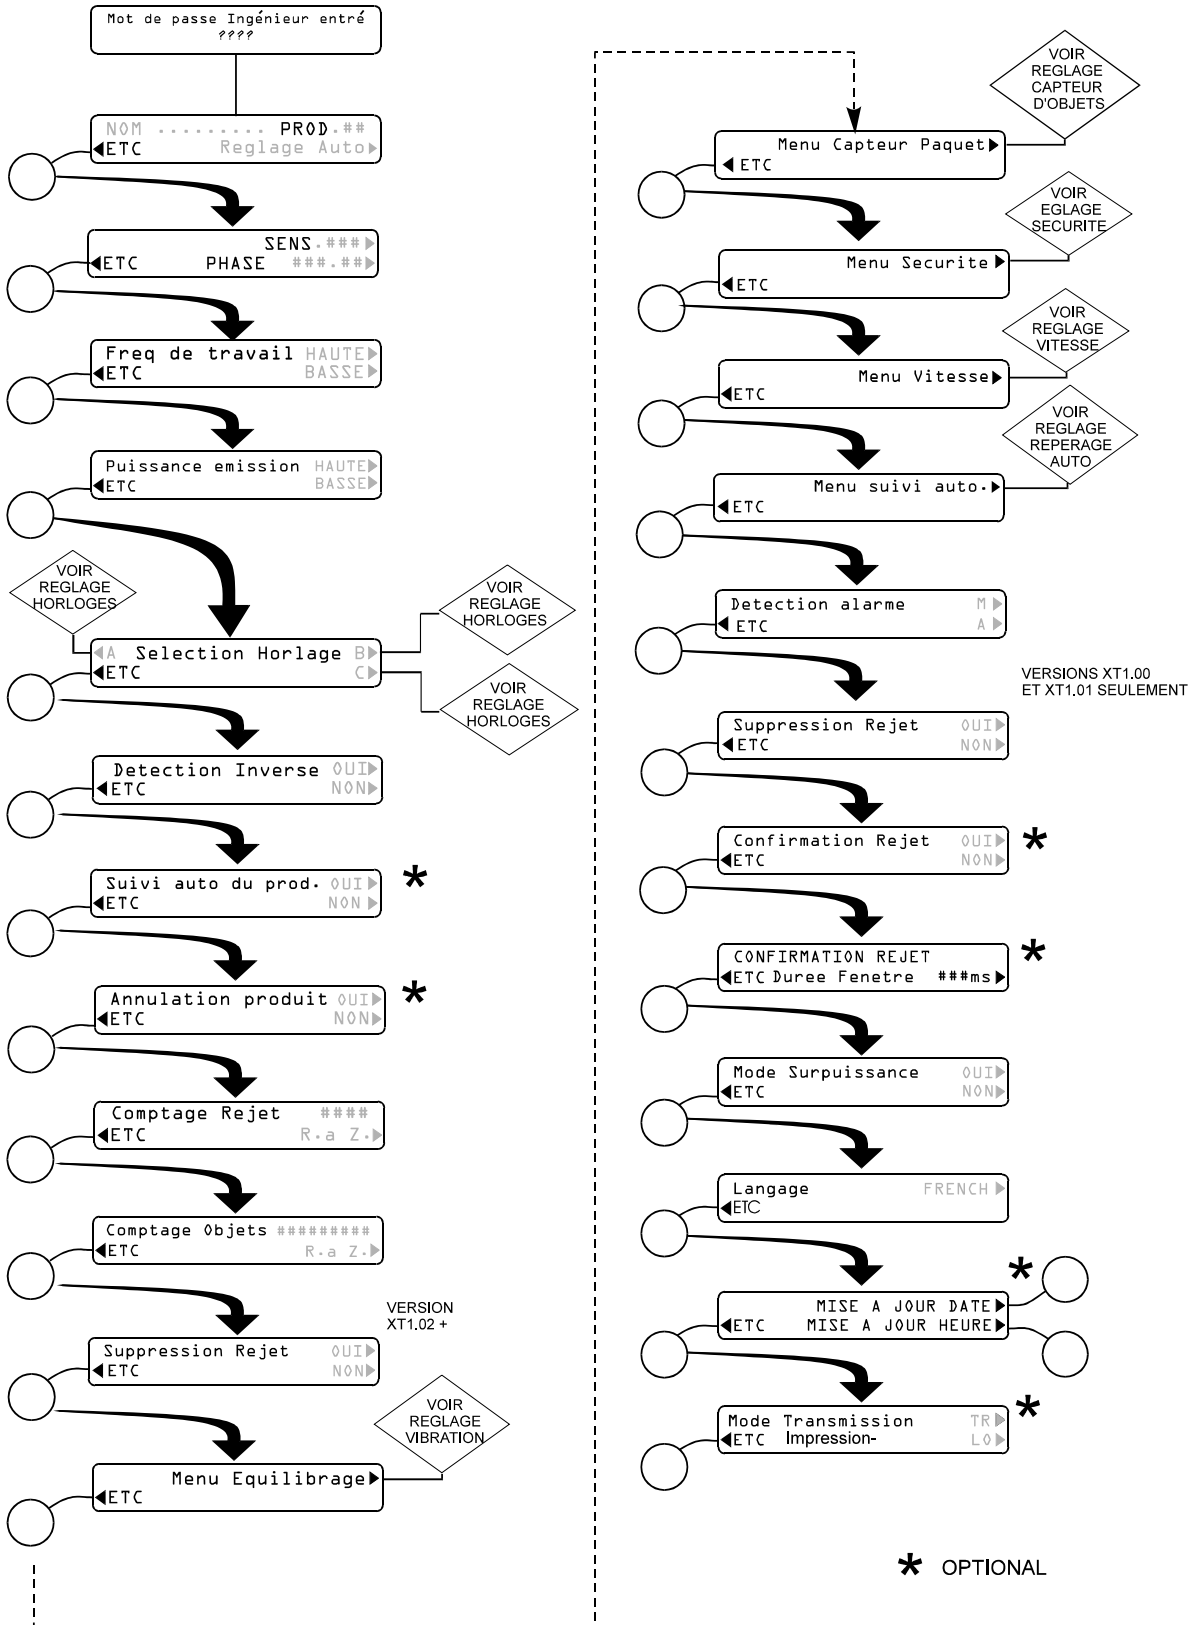 Mot de passe Ingénieur entré
????
NOM ......... PROD.##
ETC Reglage Auto
SENS.###
ETC PHASE ###.##
Freq de travail HAUTE
ETC BASSE
Puissance emission HAUTE
ETC BASSE
VOIR
REGLAGE
HORLOGES
VOIR
REGLAGE
HORLOGES
A Selection Horlage B
ETC C
VOIR
REGLAGE
HORLOGES
Detection Inverse OUI
ETC NON
Suivi auto du prod. OUI *
ETC NON
Annulation produit OUI *
ETC NON
Comptage Rejet ####
ETC R.a Z.
Comptage Objets #########
ETC R.a Z.
VERSION
XT1.02 +
Suppression Rejet OUI
ETC NON
VOIR
REGLAGE
VIBRATION
Menu Equilibrage
ETC
VOIR
REGLAGE
CAPTEUR
D'OBJETS
Menu Capteur Paquet
ETC
VOIR
EGLAGE
SECURITE
Menu Securite
ETC
VOIR
REGLAGE
VITESSE
Menu Vitesse
ETC
VOIR
REGLAGE
REPERAGE
AUTO
Menu suivi auto.
ETC
Detection alarme M
ETC A
VERSIONS XT1.00
ET XT1.01 SEULEMENT
Suppression Rejet OUI
ETC NON
Confirmation Rejet OUI *
ETC NON
CONFIRMATION REJET *
ETC Duree Fenetre ###ms
Mode Surpuissance OUI
ETC NON
Langage FRENCH
ETC
*
MISE A JOUR DATE
ETC MISE A JOUR HEURE
Mode Transmission TR *
ETC Impression- LO
* OPTIONAL